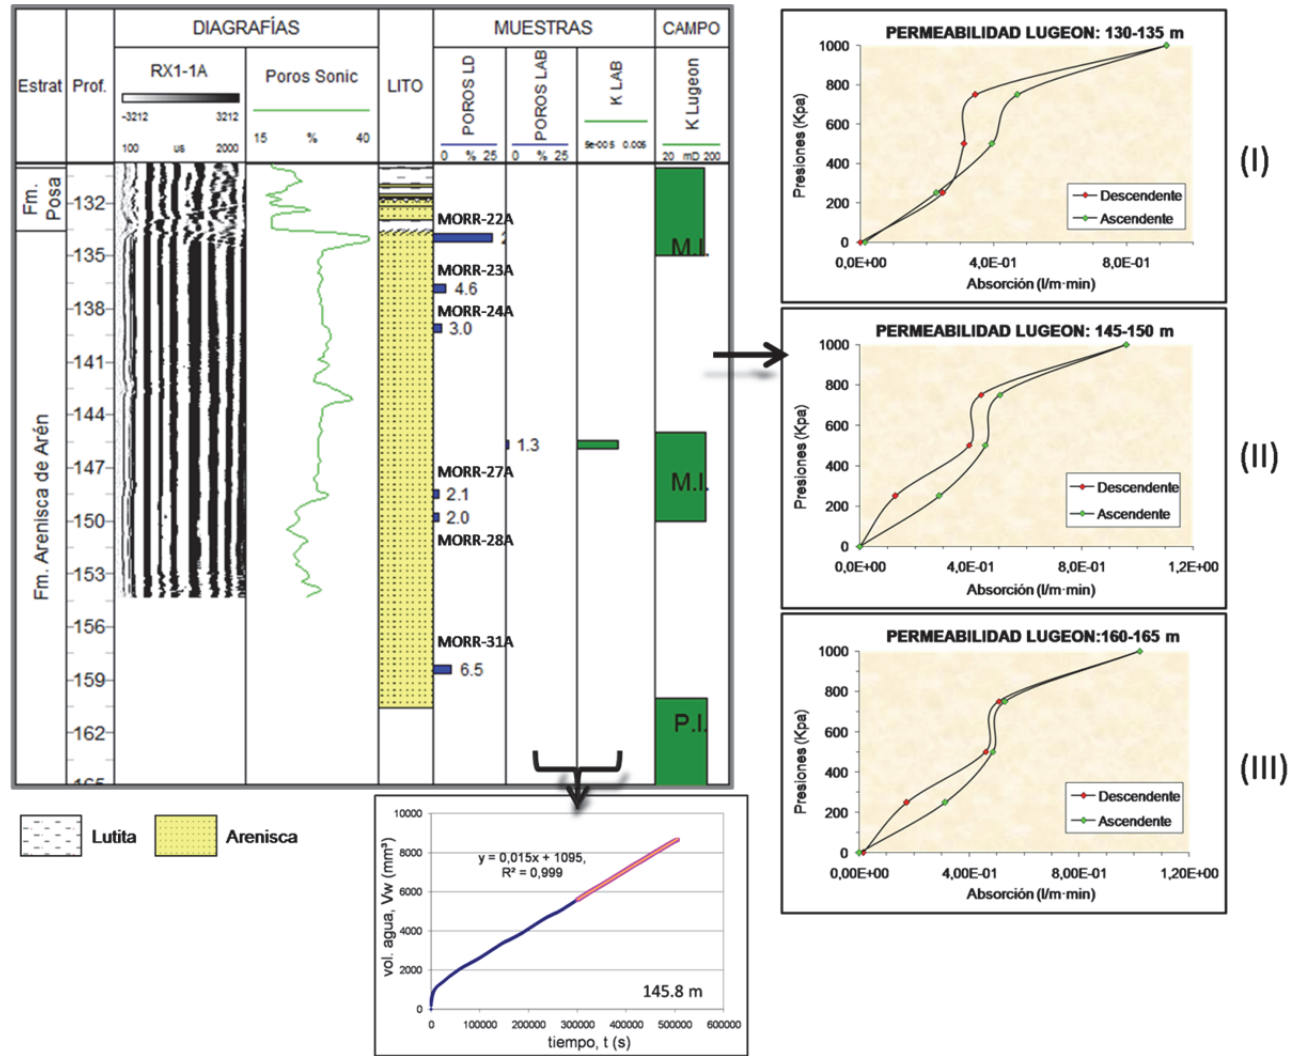 DIAGRAFÍAS
MUESTRAS
CAMPO
Estrat
Prof.
RX1-1A
-3212 3212
100 us 2000
Poros Sonic
15 % 40
LITO
POROS LD
0 % 25
POROS LAB
0 % 25
K LAB
5e-005 0.005
K Lugeon
20 mD 200
Fm. Posa
Fm. Arenisca de Arén
132
135
138
141
144
147
150
153
156
159
162
165
MORR-22A
2
MORR-23A
4.6
MORR-24A
3.0
1.3
MORR-27A
2.1
2.0
MORR-28A
MORR-31A
6.5
M.I.
M.I.
P.I.
Lutita
Arenisca
10000
8000
6000
4000
2000
0
vol. agua, Vw (mm³)
y = 0,015x + 1095,
R² = 0,999
145.8 m
0 100000 200000 300000 400000 500000 600000
tiempo, t (s)
PERMEABILIDAD LUGEON: 130-135 m
1000
800
600
400
200
0
Presiones (Kpa)
Descendente
Ascendente
0,0E+00 4,0E-01 8,0E-01
Absorción (l/m·min)
(I)
PERMEABILIDAD LUGEON: 145-150 m
1000
800
600
400
200
0
Presiones (Kpa)
Descendente
Ascendente
0,0E+00 4,0E-01 8,0E-01 1,2E+00
Absorción (l/m·min)
(II)
PERMEABILIDAD LUGEON:160-165 m
1000
800
600
400
200
0
Presiones (Kpa)
Descendente
Ascendente
0,00E+00 4,0E-01 8,0E-01 1,2E+00
Absorción (l/m·min)
(III)